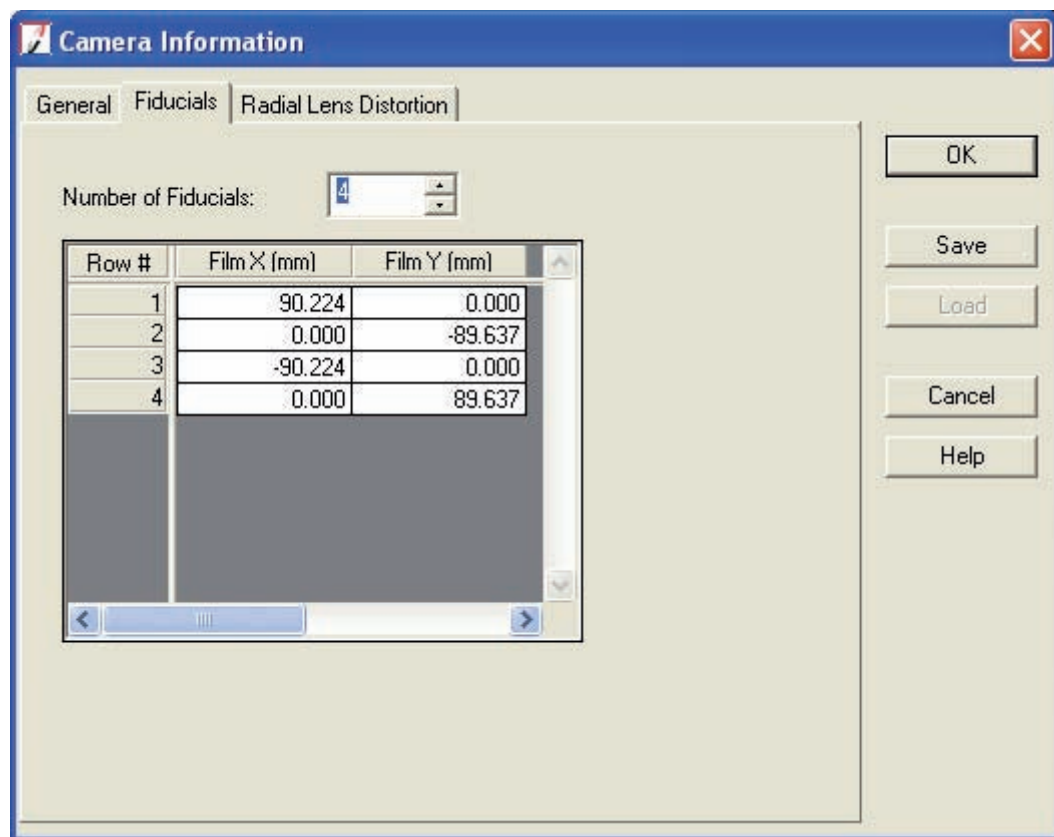 Camera Information
General Fiducials Radial Lens Distortion
Number of Fiducials: 4
Row # Film X (mm) Film Y (mm)
1 90.224 0.000
2 0.000 -89.637
3 -90.224 0.000
4 0.000 89.637
OK
Save
Load
Cancel
Help